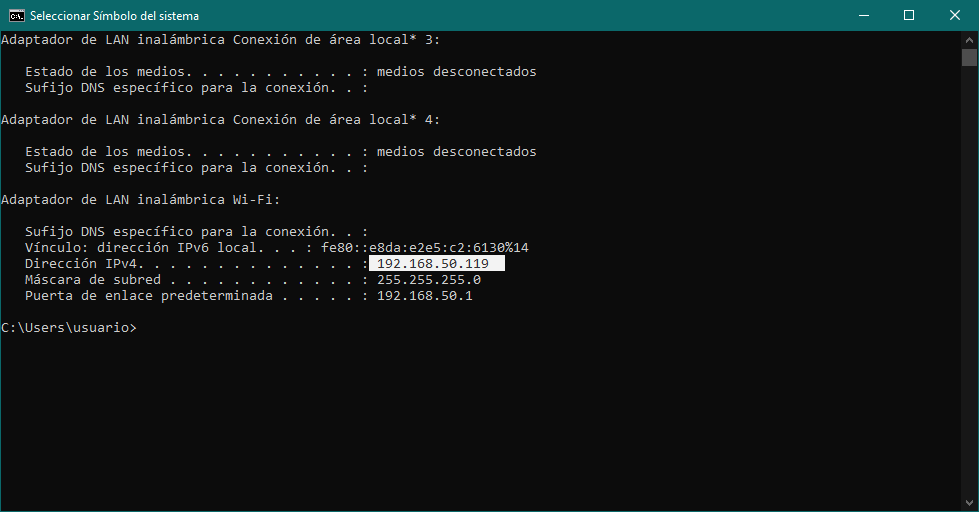 Seleccionar Símbolo del sistema
Adaptador de LAN inalámbrica Conexión de área local* 3:
Estado de los medios. . . . . . . . . . . : medios desconectados
Sufijo DNS específico para la conexión. . :
Adaptador de LAN inalámbrica Conexión de área local* 4:
Estado de los medios. . . . . . . . . . . : medios desconectados
Sufijo DNS específico para la conexión. . :
Adaptador de LAN inalámbrica Wi-Fi:
Sufijo DNS específico para la conexión. . :
Vínculo: dirección IPv6 local. . . : fe80::e8da:e2e5:c2:6130%14
Dirección IPv4. . . . . . . . . . . . . . : 192.168.50.119
Máscara de subred . . . . . . . . . . . . : 255.255.255.0
Puerta de enlace predeterminada . . . . . : 192.168.50.1
C:\Users\usuario>